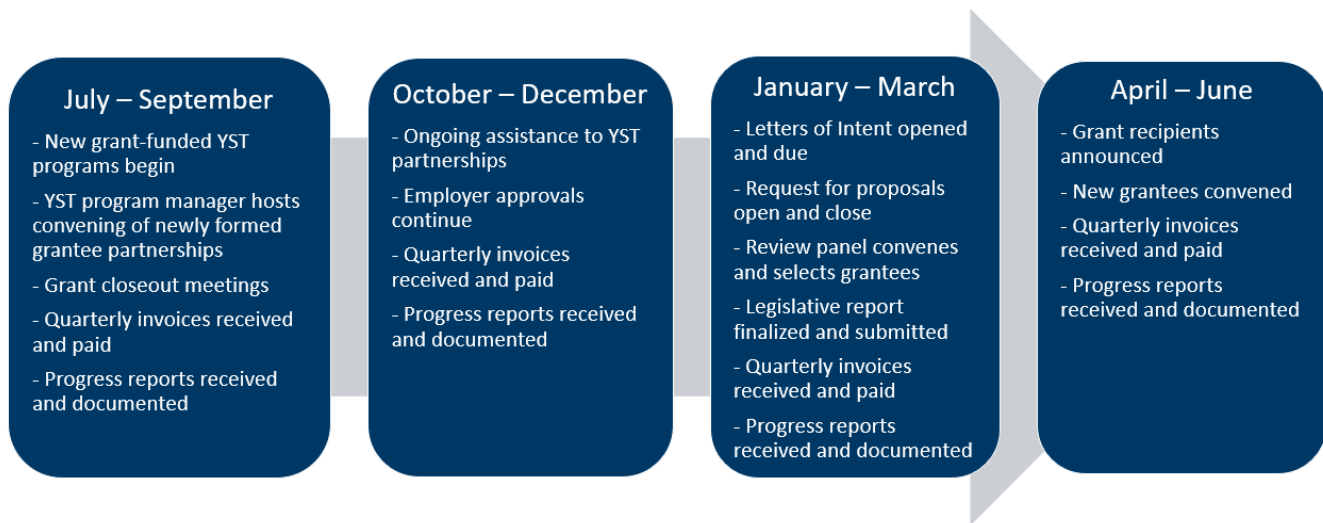 July – September
- New grant-funded YST
programs begin
- YST program manager hosts
convening of newly formed
grantee partnerships
- Grant closeout meetings
- Quarterly invoices received
and paid
- Progress reports received
and documented
October – December
- Ongoing assistance to YST
partnerships
- Employer approvals
continue
- Quarterly invoices
received and paid
- Progress reports received
and documented
January – March
- Letters of Intent opened
and due
- Request for proposals
open and close
- Review panel convenes
and selects grantees
- Legislative report
finalized and submitted
- Quarterly invoices
received and paid
- Progress reports
received and documented
April – June
- Grant recipients
announced
- New grantees convened
- Quarterly invoices
received and paid
- Progress reports
received and documented